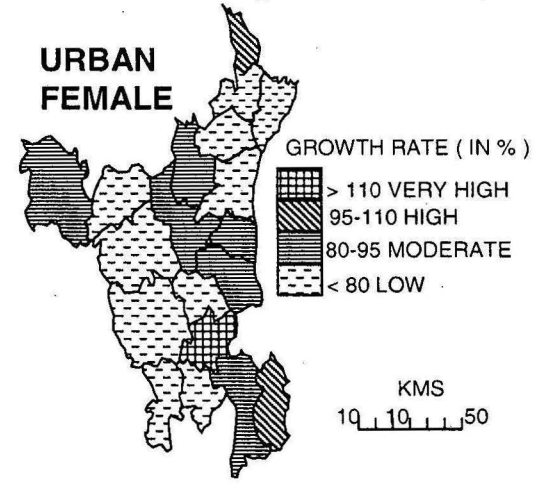 URBAN
FEMALE
GROWTH RATE ( IN % )
> 110 VERY HIGH
95-110 HIGH
80-95 MODERATE
< 80 LOW
KMS
10 10 50